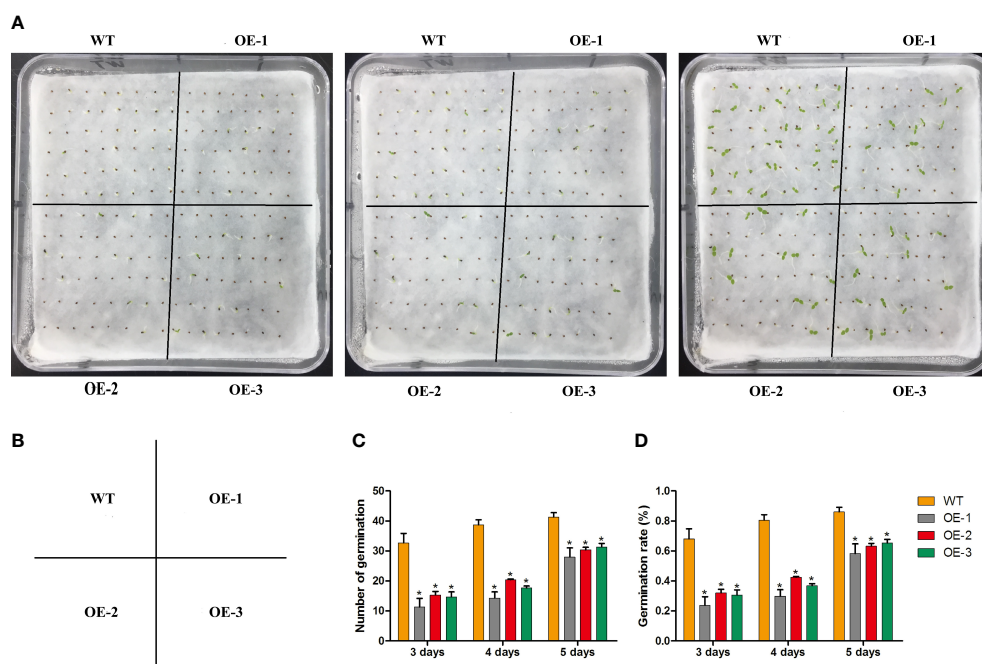 A
WT OE-1 WT OE-1 WT OE-1
OE-2 OE-3 OE-2 OE-3 OE-2 OE-3
B
WT OE-1
OE-2 OE-3
C
Number of germination
50
40
30
20
10
0
* * * * * * * * *
3 days 4 days 5 days
D
Germination rate (%)
1.0
0.8
0.6
0.4
0.2
0.0
* * * * * * * * *
3 days 4 days 5 days
WT
OE-1
OE-2
OE-3